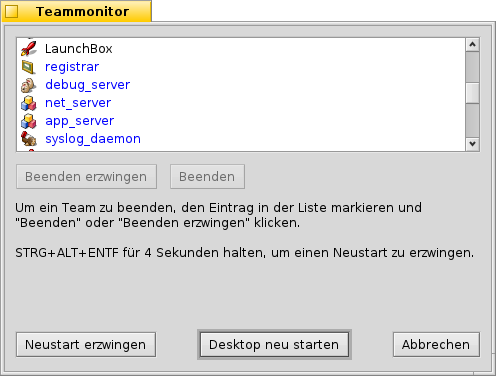 Teammonitor
LaunchBox
registrar
debug_server
net_server
app_server
syslog_daemon
Beenden erzwingen
Beenden
Um ein Team zu beenden, den Eintrag in der Liste markieren und
"Beenden" oder "Beenden erzwingen" klicken.
STRG+ALT+ENTF für 4 Sekunden halten, um einen Neustart zu erzwingen.
Neustart erzwingen
Desktop neu starten
Abbrechen